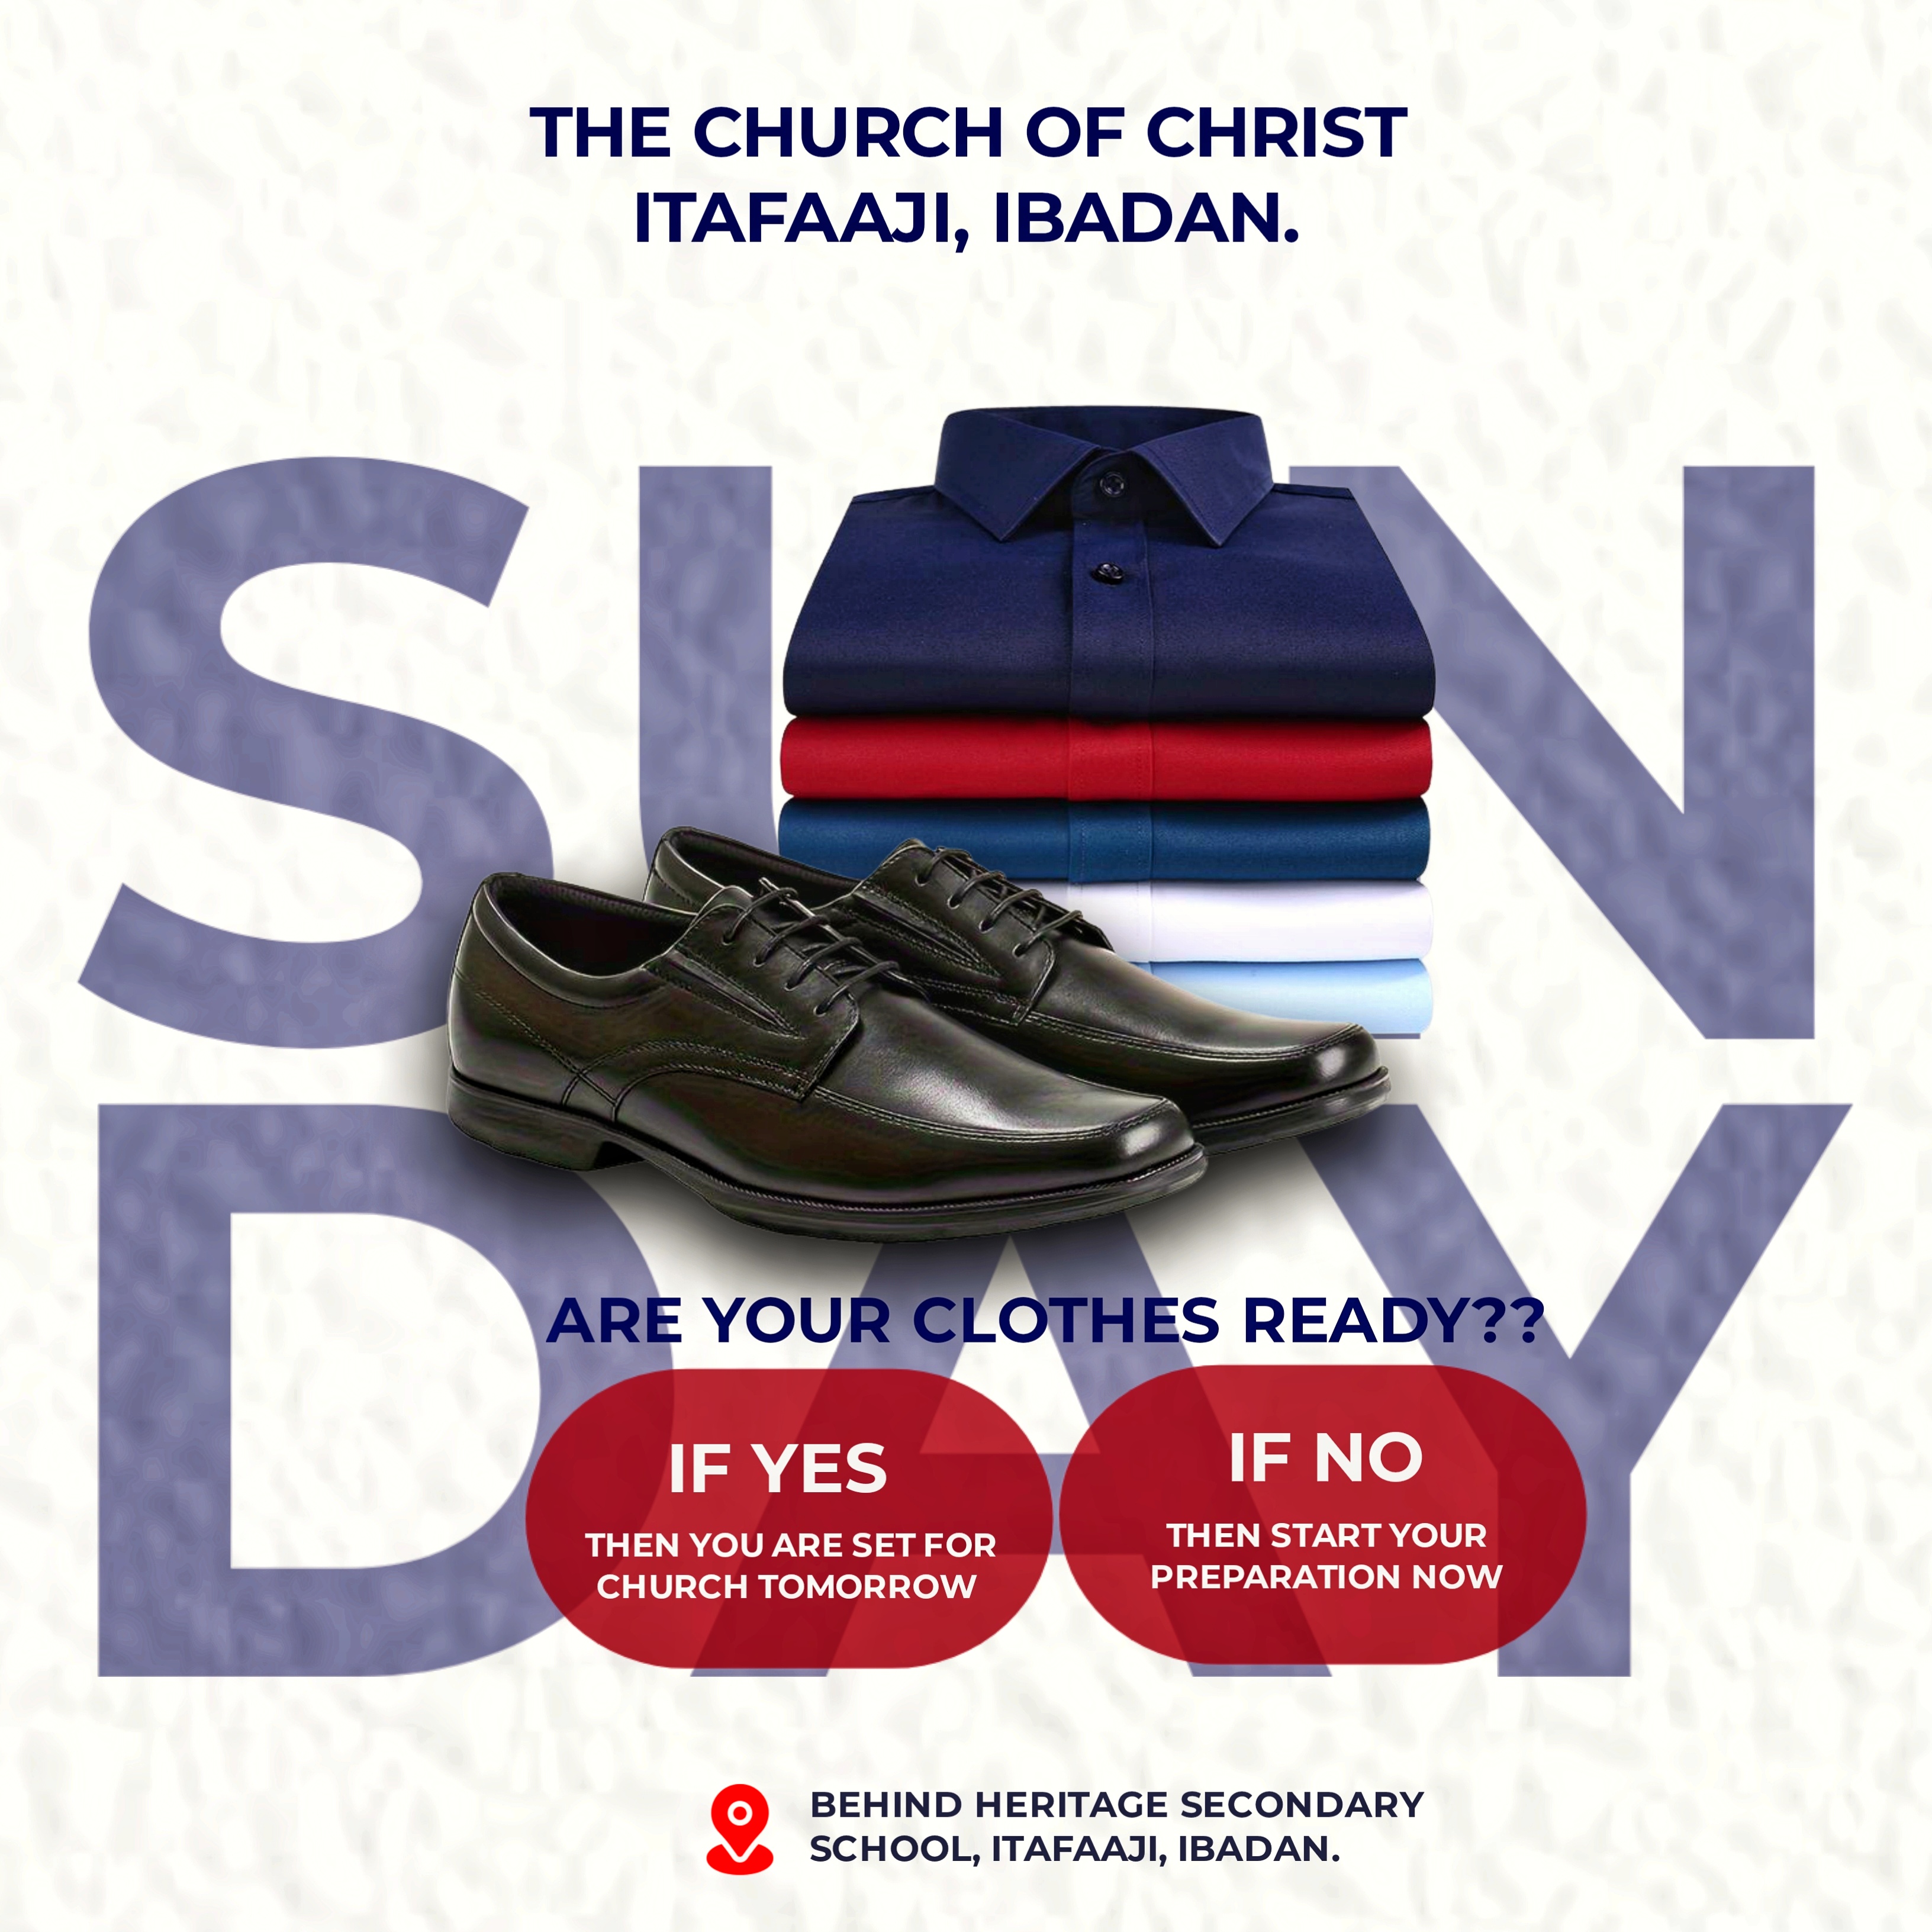 THE CHURCH OF CHRIST
ITAFAAJI, IBADAN.
SUN
DAY
ARE YOUR CLOTHES READY??
IF YES
THEN YOU ARE SET FOR
CHURCH TOMORROW
IF NO
THEN START YOUR
PREPARATION NOW
BEHIND HERITAGE SECONDARY
SCHOOL, ITAFAAJI, IBADAN.